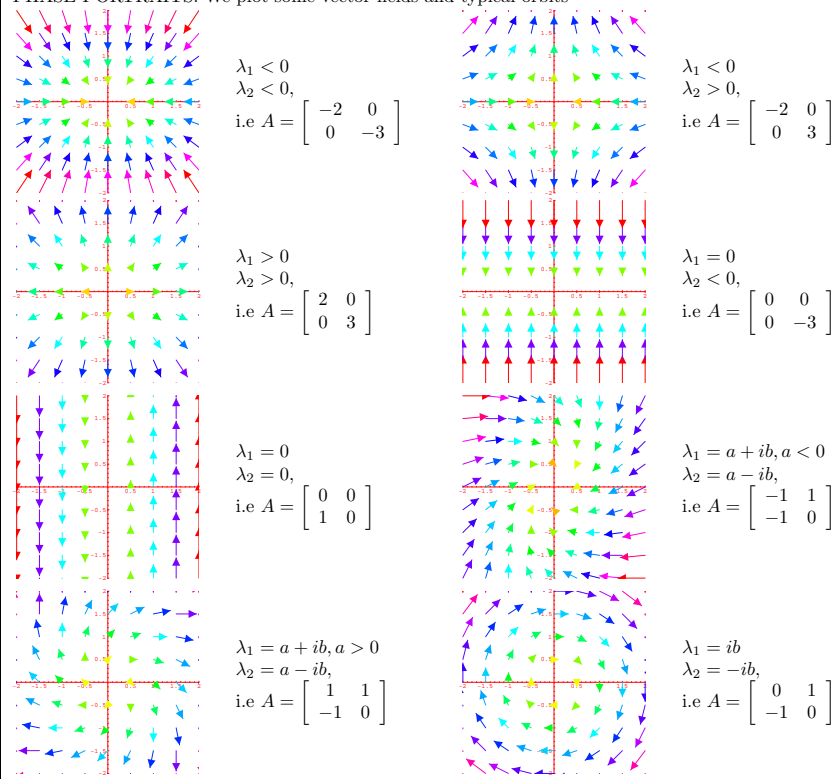 PHASE PORTRAITS. We plot some vector fields and typical orbits
λ₁ < 0
λ₂ < 0,
i.e A = [ −2 0
0 −3 ]
λ₁ < 0
λ₂ > 0,
i.e A = [ −2 0
0 3 ]
λ₁ > 0
λ₂ > 0,
i.e A = [ 2 0
0 3 ]
λ₁ = 0
λ₂ < 0,
i.e A = [ 0 0
0 −3 ]
λ₁ = 0
λ₂ = 0,
i.e A = [ 0 0
1 0 ]
λ₁ = a + ib, a < 0
λ₂ = a − ib,
i.e A = [ −1 1
−1 0 ]
λ₁ = a + ib, a > 0
λ₂ = a − ib,
i.e A = [ 1 1
−1 0 ]
λ₁ = ib
λ₂ = −ib,
i.e A = [ 0 1
−1 0 ]